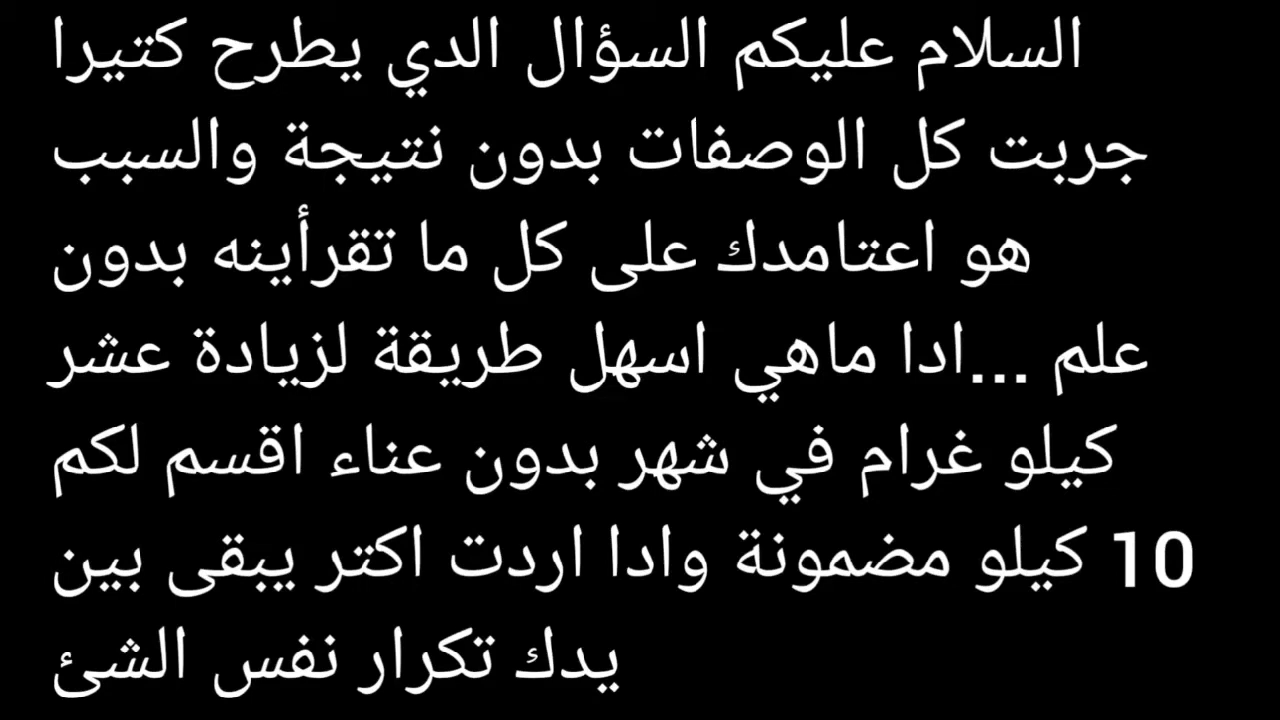 السلام عليكم السؤال الدي يطرح كتيرا
جربت كل الوصفات بدون نتيجة والسبب
هو اعتامدك على كل ما تقرأينه بدون
علم ...ادا ماهي اسهل طريقة لزيادة عشر
كيلو غرام في شهر بدون عناء اقسم لكم
10 كيلو مضمونة وادا اردت اكتر يبقى بين
يدك تكرار نفس الشئ